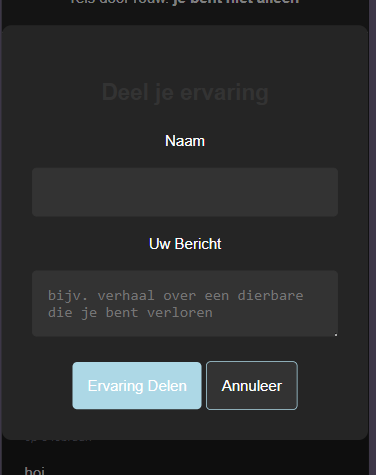 reis door rouw. je bent niet alleen
Deel je ervaring
Naam
Uw Bericht
bijv. verhaal over een dierbare
die je bent verloren
Ervaring Delen
Annuleer
hoi